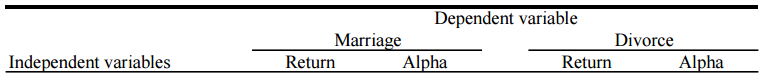 Dependent variable
Marriage Divorce
Independent variables Return Alpha Return Alpha